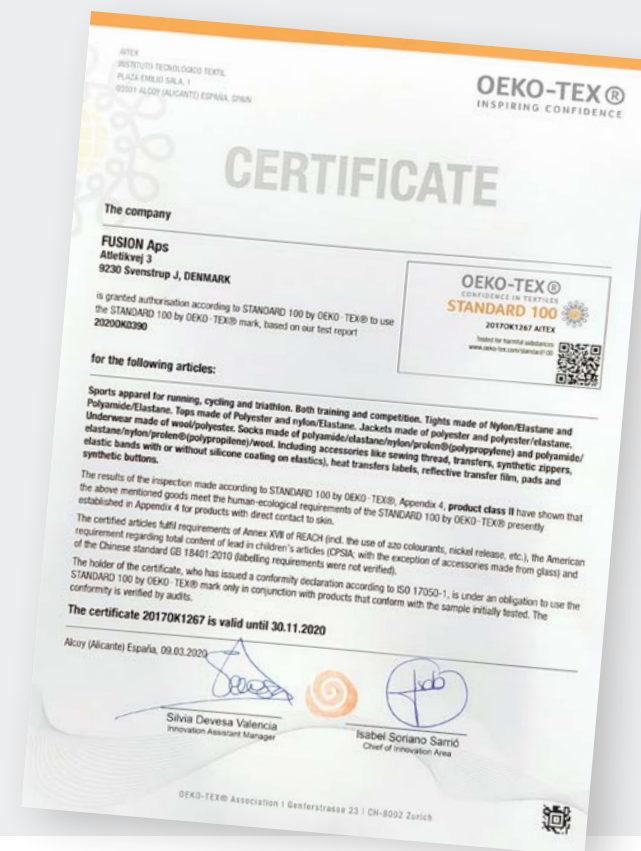 AITEX
INSTITUTO TECNOLÓGICO TEXTIL
PLAZA EMILIO SALA, 1
03801 ALCOY (ALICANTE) ESPAÑA, SPAIN
OEKO-TEX®
INSPIRING CONFIDENCE
CERTIFICATE
The company
FUSION Aps
Atletikvej 3
9230 Svenstrup J, DENMARK
is granted authorisation according to STANDARD 100 by OEKO-TEX® to use
the STANDARD 100 by OEKO-TEX® mark, based on our test report
2020OK0390
OEKO-TEX®
CONFIDENCE IN TEXTILES
STANDARD 100
2017OK1267 AITEX
Tested for harmful substances
www.oeko-tex.com/standard100
for the following articles:
Sports apparel for running, cycling and triathlon. Both training and competition. Tights made of Nylon/Elastane and
Polyamide/Elastane. Tops made of Polyester and nylon/Elastane. Jackets made of polyester and polyester/elastane.
Underwear made of wool/polyester. Socks made of polyamide/elastane/nylon/prolen®(polypropylene) and polyamide/
elastane/nylon/prolen®(polypropilene)/wool. Including accessories like sewing thread, transfers, synthetic zippers,
elastic bands with or without silicone coating on elastics), heat transfers labels, reflective transfer film, pads and
synthetic buttons.
The results of the inspection made according to STANDARD 100 by OEKO-TEX®, Appendix 4, product class II have shown that
the above mentioned goods meet the human-ecological requirements of the STANDARD 100 by OEKO-TEX® presently
established in Appendix 4 for products with direct contact to skin.
The certified articles fulfil requirements of Annex XVII of REACH (incl. the use of azo colourants, nickel release, etc.), the American
requirement regarding total content of lead in children's articles (CPSIA; with the exception of accessories made from glass) and
of the Chinese standard GB 18401:2010 (labelling requirements were not verified).
The holder of the certificate, who has issued a conformity declaration according to ISO 17050-1, is under an obligation to use the
STANDARD 100 by OEKO-TEX® mark only in conjunction with products that conform with the sample initially tested. The
conformity is verified by audits.
The certificate 2017OK1267 is valid until 30.11.2020
Alcoy (Alicante) España, 09.03.2020
Silvia Devesa Valencia
Innovation Assistant Manager
Isabel Soriano Sarrió
Chief of Innovation Area
OEKO-TEX® Association | Genferstrasse 23 | CH-8002 Zurich